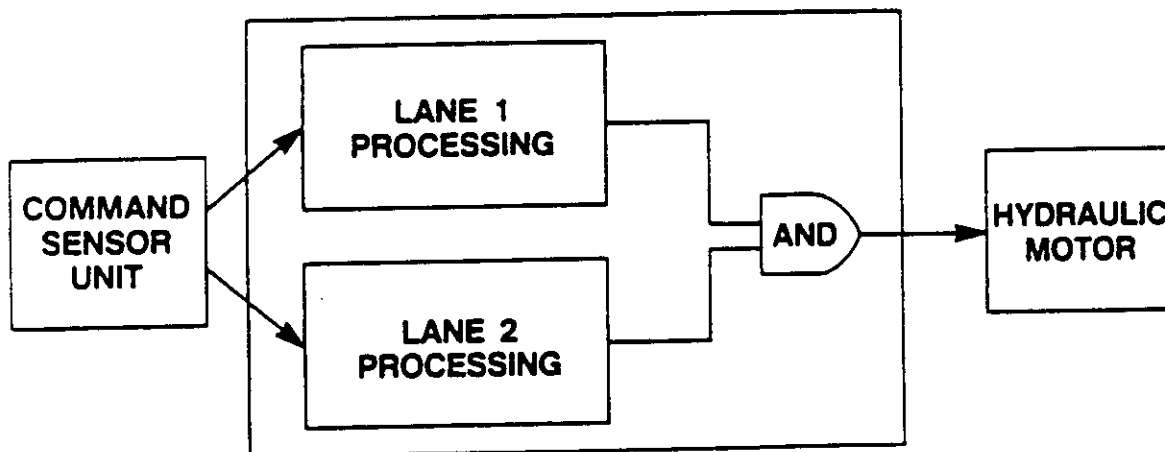 COMMAND
SENSOR
UNIT
LANE 1
PROCESSING
LANE 2
PROCESSING
AND
HYDRAULIC
MOTOR